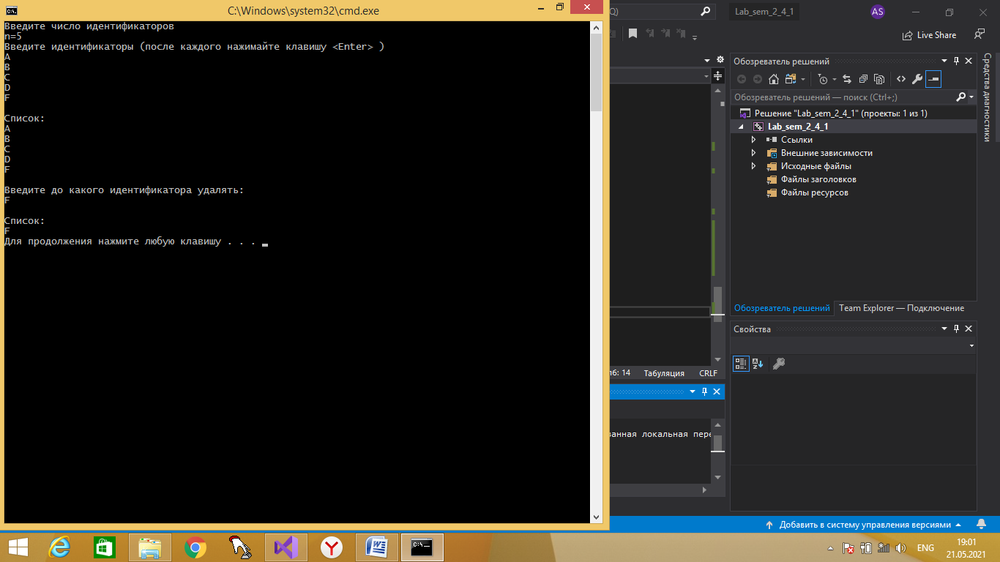 C:\Windows\system32\cmd.exe
Введите число идентификаторов
n=5
Введите идентификаторы (после каждого нажимайте клавишу <Enter> )
A
B
C
D
F
Список:
A
B
C
D
F
Введите до какого идентификатора удалять:
F
Список:
F
Для продолжения нажмите любую клавишу . . .
Q)
Lab_sem_2_4_1
AS
Live Share
Обозреватель решений
Обозреватель решений — поиск (Ctrl+;)
Решение "Lab_sem_2_4_1" (проекты: 1 из 1)
Lab_sem_2_4_1
Ссылки
Внешние зависимости
Исходные файлы
Файлы заголовков
Файлы ресурсов
Средства диагностики
Обозреватель решений
Team Explorer — Подключение
Свойства
14
Табуляция
CRLF
локальная
Добавить в систему управления версиями
ENG
19:01
21.05.2021